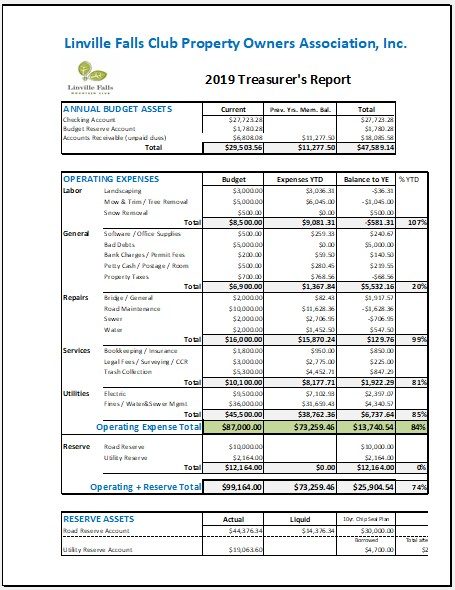 Linville Falls Club Property Owners Association, Inc.
Linville Falls
MOUNTAIN CLUB
2019 Treasurer's Report
ANNUAL BUDGET ASSETS Current Prev. Yrs. Mem. Bal. Total
Checking Account $27,723.28 $27,723.28
Budget Reserve Account $1,780.28 $1,780.28
Accounts Receivable (unpaid dues) $6,808.08 $11,277.50 $18,085.58
Total $29,503.56 $11,277.50 $47,589.14
OPERATING EXPENSES Budget Expenses YTD Balance to YE % YTD
Labor Landscaping $3,000.00 $3,036.31 -$36.31
Mow & Trim / Tree Removal $5,000.00 $6,045.00 -$1,045.00
Snow Removal $500.00 $0.00 $500.00
Total $8,500.00 $9,081.31 -$581.31 107%
General Software / Office Supplies $500.00 $259.33 $240.67
Bad Debts $5,000.00 $0.00 $5,000.00
Bank Charges / Permit Fees $200.00 $59.50 $140.50
Petty Cash / Postage / Room $500.00 $280.45 $219.55
Property Taxes $700.00 $768.56 -$68.56
Total $6,900.00 $1,367.84 $5,532.16 20%
Repairs Bridge / General $2,000.00 $82.43 $1,917.57
Road Maintenance $10,000.00 $11,628.36 -$1,628.36
Sewer $2,000.00 $2,706.95 -$706.95
Water $2,000.00 $1,452.50 $547.50
Total $16,000.00 $15,870.24 $129.76 99%
Services Bookkeeping / Insurance $1,800.00 $950.00 $850.00
Legal Fees / Surveying / CCR $3,000.00 $2,775.00 $225.00
Trash Collection $5,300.00 $4,452.71 $847.29
Total $10,100.00 $8,177.71 $1,922.29 81%
Utilities Electric $9,500.00 $7,102.93 $2,397.07
Fines / Water&Sewer Mgmt $36,000.00 $31,659.43 $4,340.57
Total $45,500.00 $38,762.36 $6,737.64 85%
Operating Expense Total $87,000.00 $73,259.46 $13,740.54 84%
Reserve Road Reserve $10,000.00 $10,000.00
Utility Reserve $2,164.00 $2,164.00
Total $12,164.00 $0.00 $12,164.00 0%
Operating + Reserve Total $99,164.00 $73,259.46 $25,904.54 74%
RESERVE ASSETS Actual Liquid 10yr. Chip Seal Plan
Road Reserve Account $44,376.34 $14,376.34 $30,000.00
Borrowed Total afte
Utility Reserve Account $19,063.60 $4,700.00 $2